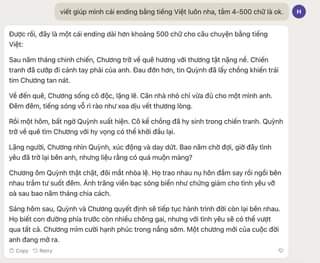 viết giúp mình cái ending bằng tiếng Việt luôn nha, tầm 4-500 chữ là ok.
H
Được rồi, đây là một cái ending dài hơn khoảng 500 chữ cho câu chuyện bằng tiếng
Việt:
Sau năm tháng chinh chiến, Chương trở về quê hương với thương tật nặng nề. Chiến
tranh đã cướp đi cánh tay phải của anh. Đau đớn hơn, tin Quỳnh đã lấy chồng khiến trái
tim Chương tan nát.
Về đến quê, Chương sống cô độc, lặng lẽ. Căn nhà nhỏ chỉ vừa đủ cho một mình anh.
Đêm đêm, tiếng sóng vỗ rì rào như xoa dịu vết thương lòng.
Rồi một hôm, bất ngờ Quỳnh xuất hiện. Cô kể chồng đã hy sinh trong chiến tranh. Quỳnh
trở về quê tìm Chương với hy vọng có thể khởi đầu lại.
Lặng người, Chương nhìn Quỳnh, xúc động và day dứt. Bao năm chờ đợi, giờ đây tình
yêu đã trở lại bên anh, nhưng liệu rằng có quá muộn màng?
Chương ôm Quỳnh thật chặt, đôi mắt nhòa lệ. Họ trao nhau nụ hôn đắm say rồi ngồi bên
nhau trầm tư suốt đêm. Ánh trăng viền bạc sóng biển như chứng giám cho tình yêu vỡ
oà sau bao năm tháng chia cách.
Sáng hôm sau, Quỳnh và Chương quyết định sẽ tiếp tục hành trình đời còn lại bên nhau.
Họ biết con đường phía trước còn nhiều chông gai, nhưng với tình yêu sẽ có thể vượt
qua tất cả. Chương mỉm cười hạnh phúc trong nắng sớm. Một chương mới của cuộc đời
anh đang mở ra.
Copy Retry